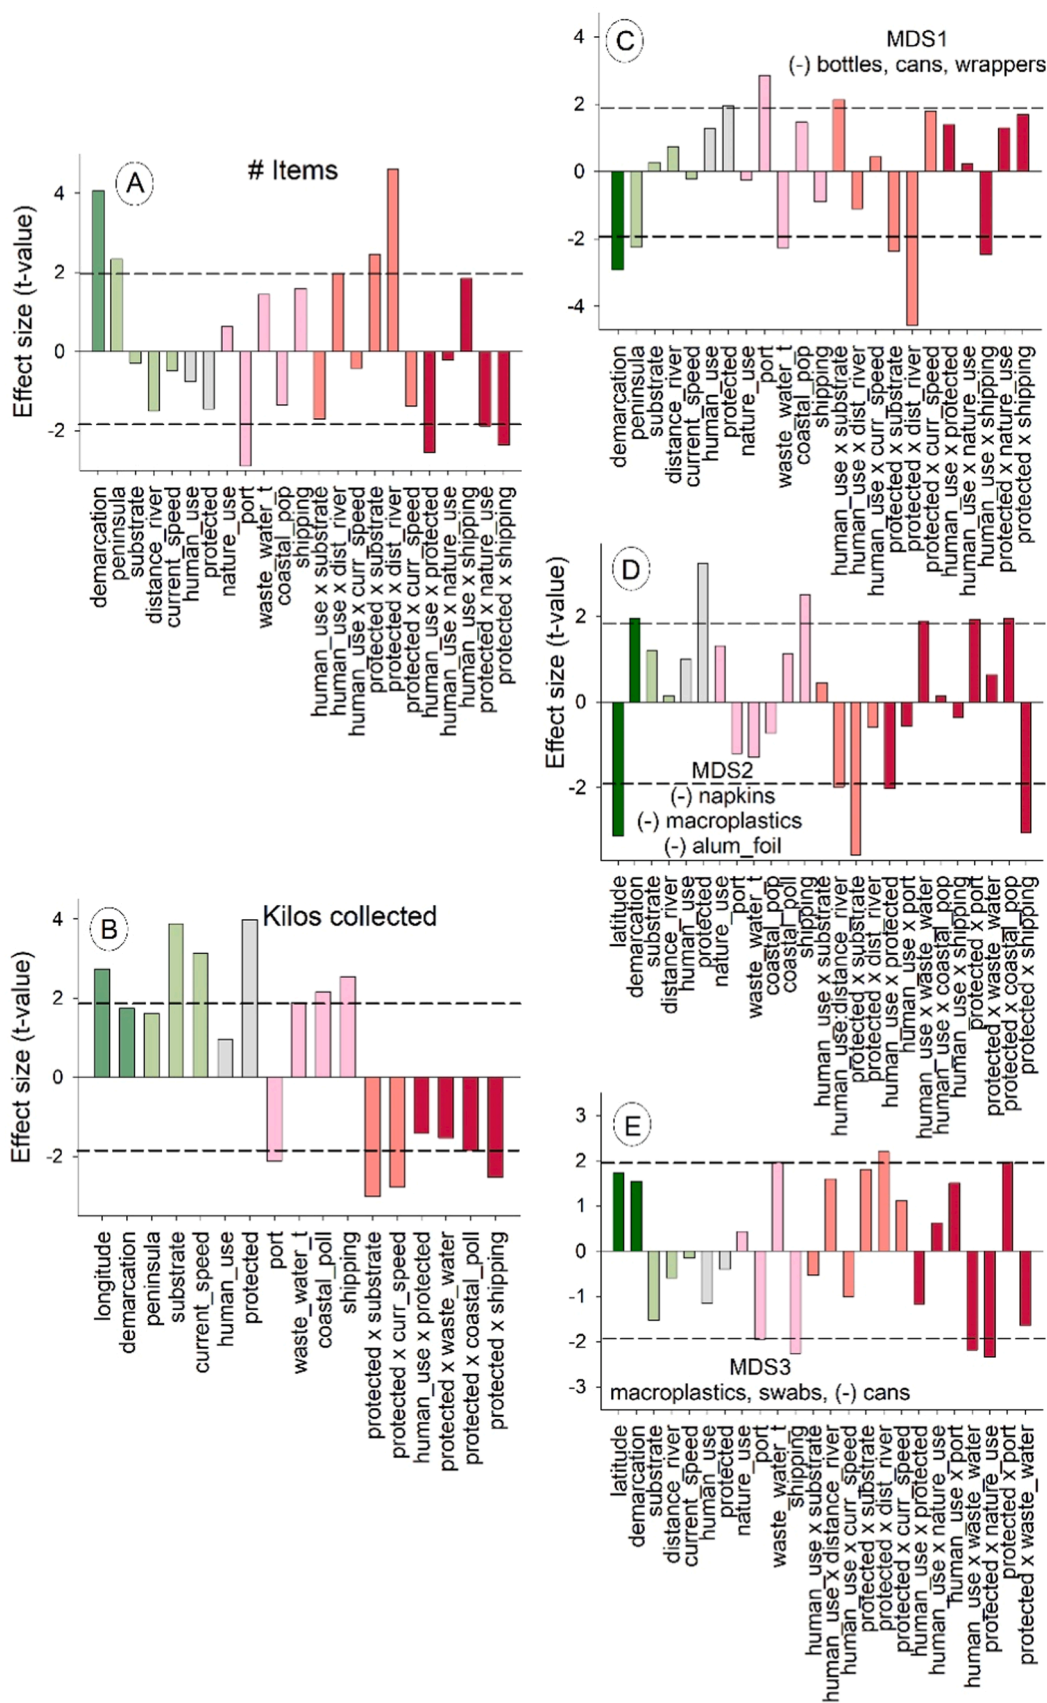 A
# Items
Effect size (t-value)
4
2
0
-2
demarcation
peninsula
substrate
distance_river
current_speed
human_use
protected
nature_use
port
waste_water_t
coastal_pop
shipping
human_use x substrate
human_use x dist_river
human_use x curr_speed
protected x substrate
protected x dist_river
protected x curr_speed
human_use x protected
human_use x nature_use
human_use x shipping
protected x nature_use
protected x shipping
B
Kilos collected
Effect size (t-value)
4
2
0
-2
longitude
demarcation
peninsula
substrate
current_speed
human_use
protected
port
waste_water_t
coastal_poll
shipping
protected x substrate
protected x curr_speed
human_use x protected
protected x waste_water
protected x coastal_poll
protected x shipping
C
MDS1
(-) bottles, cans, wrappers
4
2
0
-2
-4
demarcation
peninsula
substrate
distance_river
current_speed
human_use
protected
nature_use
port
waste_water_t
coastal_pop
shipping
human_use x substrate
human_use x dist_river
human_use x curr_speed
protected x substrate
protected x dist_river
protected x curr_speed
human_use x protected
human_use x nature_use
human_use x shipping
protected x nature_use
protected x shipping
D
Effect size (t-value)
2
0
-2
MDS2
(-) napkins
(-) macroplastics
(-) alum_foil
latitude
demarcation
substrate
distance_river
human_use
protected
nature_use
port
waste_water_t
coastal_pop
coastal_poll
shipping
human_use x substrate
human_use:distance_river
protected x substrate
protected x dist_river
human_use x protected
human_use x port
human_use x waste_water
human_use x coastal_pop
human_use x shipping
protected x port
protected x waste_water
protected x coastal_pop
protected x shipping
E
3
2
1
0
-1
-2
-3
MDS3
macroplastics, swabs, (-) cans
latitude
demarcation
substrate
distance_river
current_speed
human_use
protected
nature_use
port
waste_water_t
shipping
human_use x substrate
human_use x distance_river
human_use x curr_speed
protected x substrate
protected x dist_river
protected x curr_speed
human_use x protected
human_use x nature_use
human_use x port
human_use x waste_water
protected x nature_use
protected x port
protected x waste_water